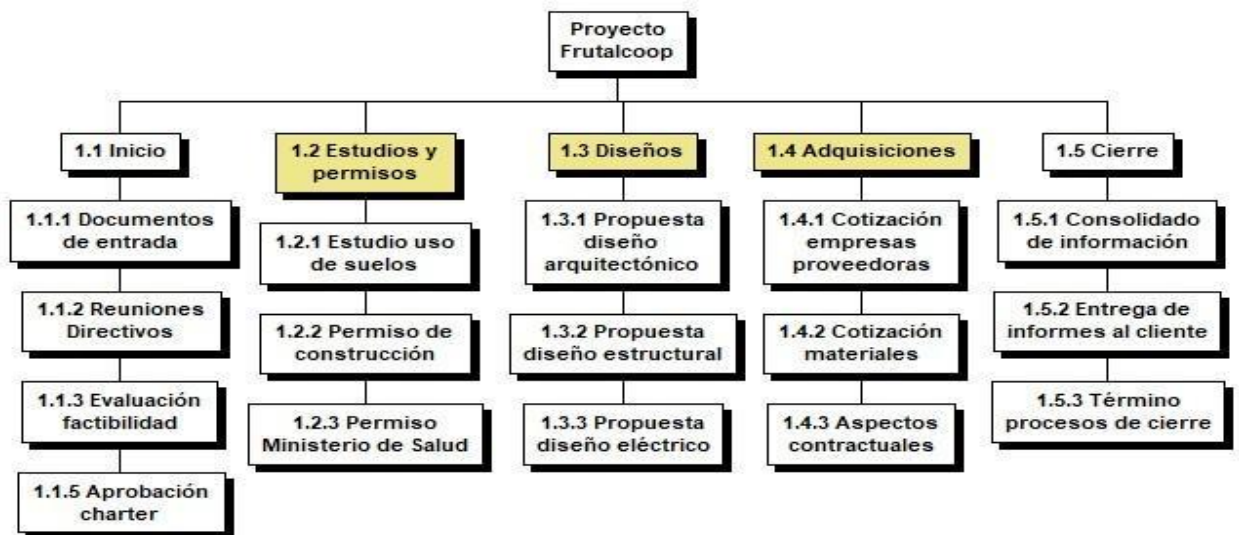 Proyecto
Frutalcoop
1.1 Inicio
1.2 Estudios y
permisos
1.3 Diseños
1.4 Adquisiciones
1.5 Cierre
1.1.1 Documentos
de entrada
1.1.2 Reuniones
Directivos
1.1.3 Evaluación
factibilidad
1.1.5 Aprobación
charter
1.2.1 Estudio uso
de suelos
1.2.2 Permiso de
construcción
1.2.3 Permiso
Ministerio de Salud
1.3.1 Propuesta
diseño
arquitectónico
1.3.2 Propuesta
diseño estructural
1.3.3 Propuesta
diseño eléctrico
1.4.1 Cotización
empresas
proveedoras
1.4.2 Cotización
materiales
1.4.3 Aspectos
contractuales
1.5.1 Consolidado
de información
1.5.2 Entrega de
informes al cliente
1.5.3 Término
procesos de cierre